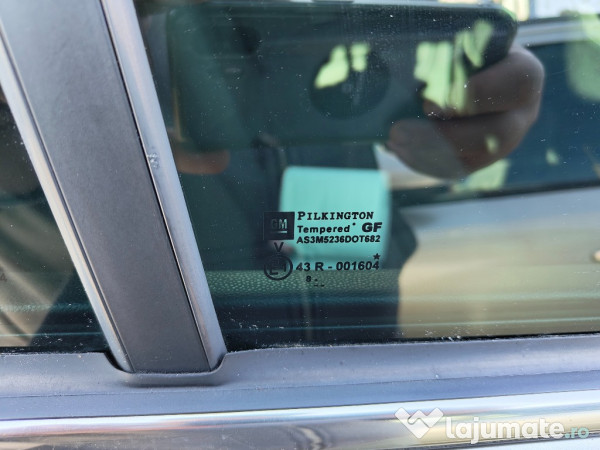 GM
PILKINGTON
Tempered GF
AS3M5236DOT682
V
43 R - 001604
lajumate.ro